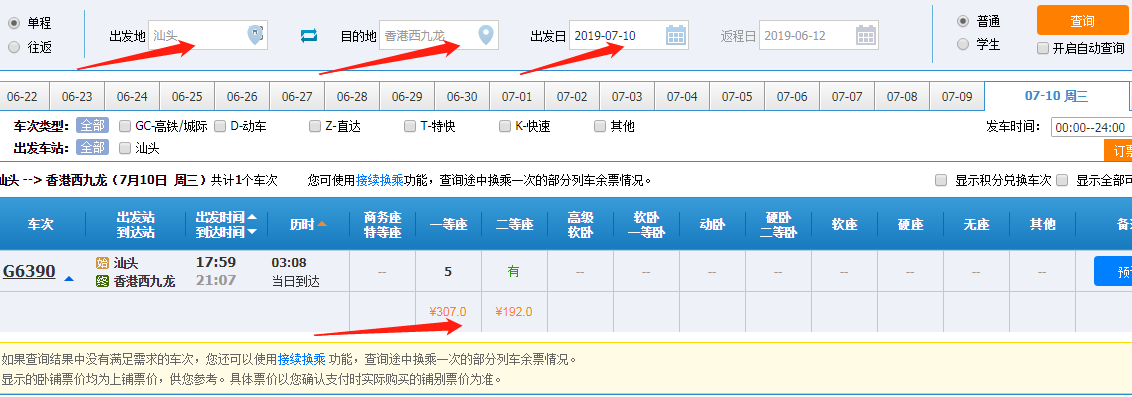 单程
往返
出发地 汕头 目的地 香港西九龙 出发日 2019-07-10 返程日 2019-06-12
普通
学生
查询
开启自动查询
06-22 06-23 06-24 06-25 06-26 06-27 06-28 06-29 06-30 07-01 07-02 07-03 07-04 07-05 07-06 07-07 07-08 07-09 07-10 周三
车次类型： 全部 GC-高铁/城际 D-动车 Z-直达 T-特快 K-快速 其他 发车时间： 00:00--24:00
出发车站： 全部 汕头 订票
汕头 --> 香港西九龙（7月10日 周三）共计1个车次 您可使用接续换乘功能，查询途中换乘一次的部分列车余票情况。 显示积分兑换车次 显示全部可
车次 出发站 到达站 出发时间 到达时间 历时 商务座 特等座 一等座 二等座 高级 软卧 软卧 一等卧 动卧 硬卧 二等卧 软座 硬座 无座 其他 备注
G6390 始 汕头 17:59 03:08 -- 5 有 -- -- -- -- -- -- -- -- 预
终 香港西九龙 21:07 当日到达
¥307.0 ¥192.0
如果查询结果中没有满足需求的车次，您还可以使用接续换乘 功能，查询途中换乘一次的部分列车余票情况。
显示的卧铺票价均为上铺票价，供您参考。具体票价以您确认支付时实际购买的铺别票价为准。